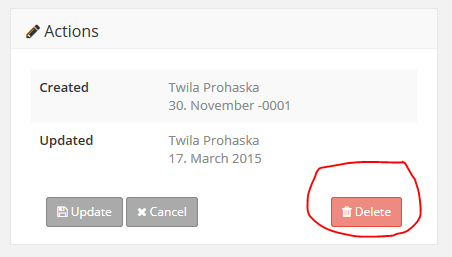 Actions
Created Twila Prohaska
30. November -0001
Updated Twila Prohaska
17. March 2015
Update Cancel Delete